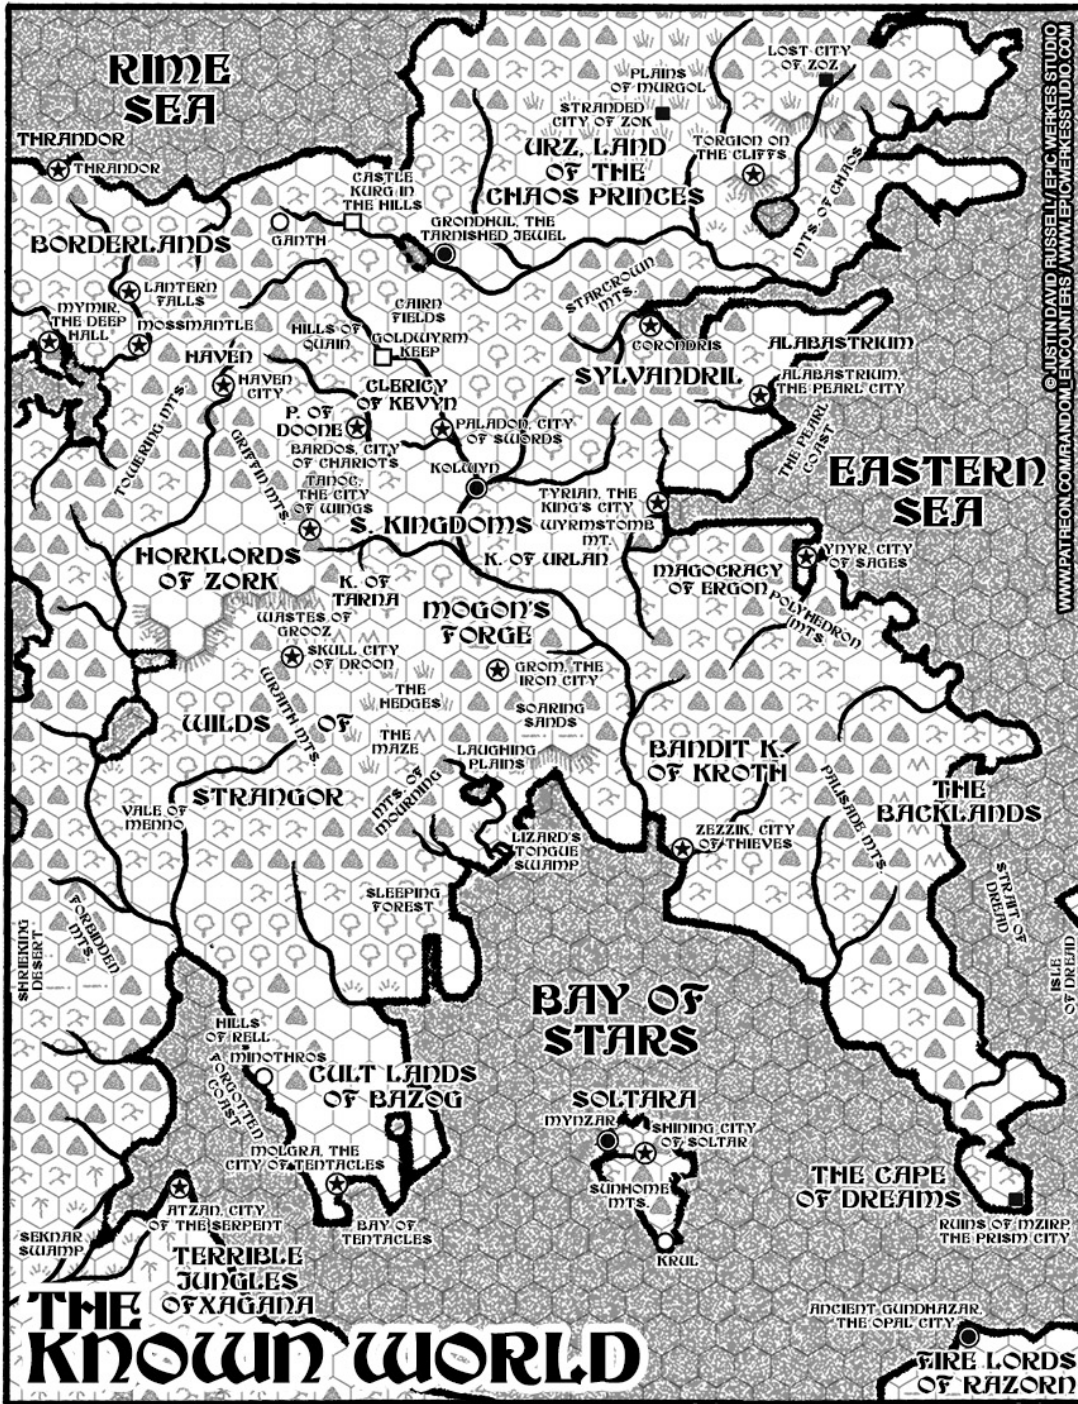 RIME
SEA
LOST CITY
OF ZOZ
PLAINS
OF MURGOL
STRANDED
CITY OF ZOK
URZ, LAND
OF THE
CHAOS PRINCES
TORGION ON
THE CLIFFS
MTS. OF CHAOS
© JUSTIN DAVID RUSSELL / EPIC WERKES STUDIO
WWW.PATREON.COM/RANDOM_ENCOUNTERS / WWW.EPICWERKESSTUDIO.COM
THRANDOR
THRANDOR
CASTLE
KURG IN
THE HILLS
GANTH
GRONDHUL, THE
TARNISHED JEWEL
BORDERLANDS
LANTERN
FALLS
MYMIR,
THE DEEP
HALL
MOSSMANTLE
HAVEN
HAVEN
CITY
HILLS OF
QUAIN
CAIRN
FIELDS
GOLDWYRM
KEEP
STARCROWN
MTS.
CORONDRIS
SYLVANDRIL
ALABASTRIUM
ALABASTRIUM,
THE PEARL CITY
THE PEARL
COAST
CLERICY
OF KEVYN
P. OF
DOONE
BARDOS, CITY
OF CHARIOTS
PALADON, CITY
OF SWORDS
TOWERING MTS.
GRIFFIN MTS.
TANOC,
THE CITY
OF WINGS
KOLWYN
TYRIAN, THE
KING'S CITY
WYRMSTOMB
MT.
EASTERN
SEA
S. KINGDOMS
K. OF URLAN
HORKLORDS
OF ZORK
K. OF
TARNA
MAGOCRACY
OF ERGON
YNYR, CITY
OF SAGES
POLYHEDRON
MTS.
MOGON'S
FORGE
WASTES OF
GROOZ
SKULL CITY
OF DROON
GROM, THE
IRON CITY
WRAITH MTS.
THE
HEDGES
SOARING
SANDS
WILDS OF
STRANGOR
THE
MAZE
LAUGHING
PLAINS
MTS. OF
MOURNING
VALE OF
MENNO
BANDIT K.
OF KROTH
PALISADE MTS.
THE
BACKLANDS
LIZARD'S
TONGUE
SWAMP
ZEZZIK, CITY
OF THIEVES
SLEEPING
FOREST
SHRIEKING
DESERT
FORBIDDEN
MTS.
STRAIT OF
DREAD
ISLE
OF DREAD
BAY OF
STARS
HILLS
OF RELL
MINOTHROS
FORGOTTEN
COAST
CULT LANDS
OF BAZOG
SOLTARA
MYNZAR
SHINING CITY
OF SOLTAR
SUNHOME
MTS.
KRUL
MOLGRA, THE
CITY OF TENTACLES
BAY OF
TENTACLES
THE CAPE
OF DREAMS
RUINS OF MZIRP,
THE PRISM CITY
ATZAN, CITY
OF THE SERPENT
SEKNAR
SWAMP
TERRIBLE
JUNGLES
OF XAGANA
ANCIENT GUNDHAZAR,
THE OPAL CITY
FIRE LORDS
OF RAZORN
THE
KNOWN WORLD